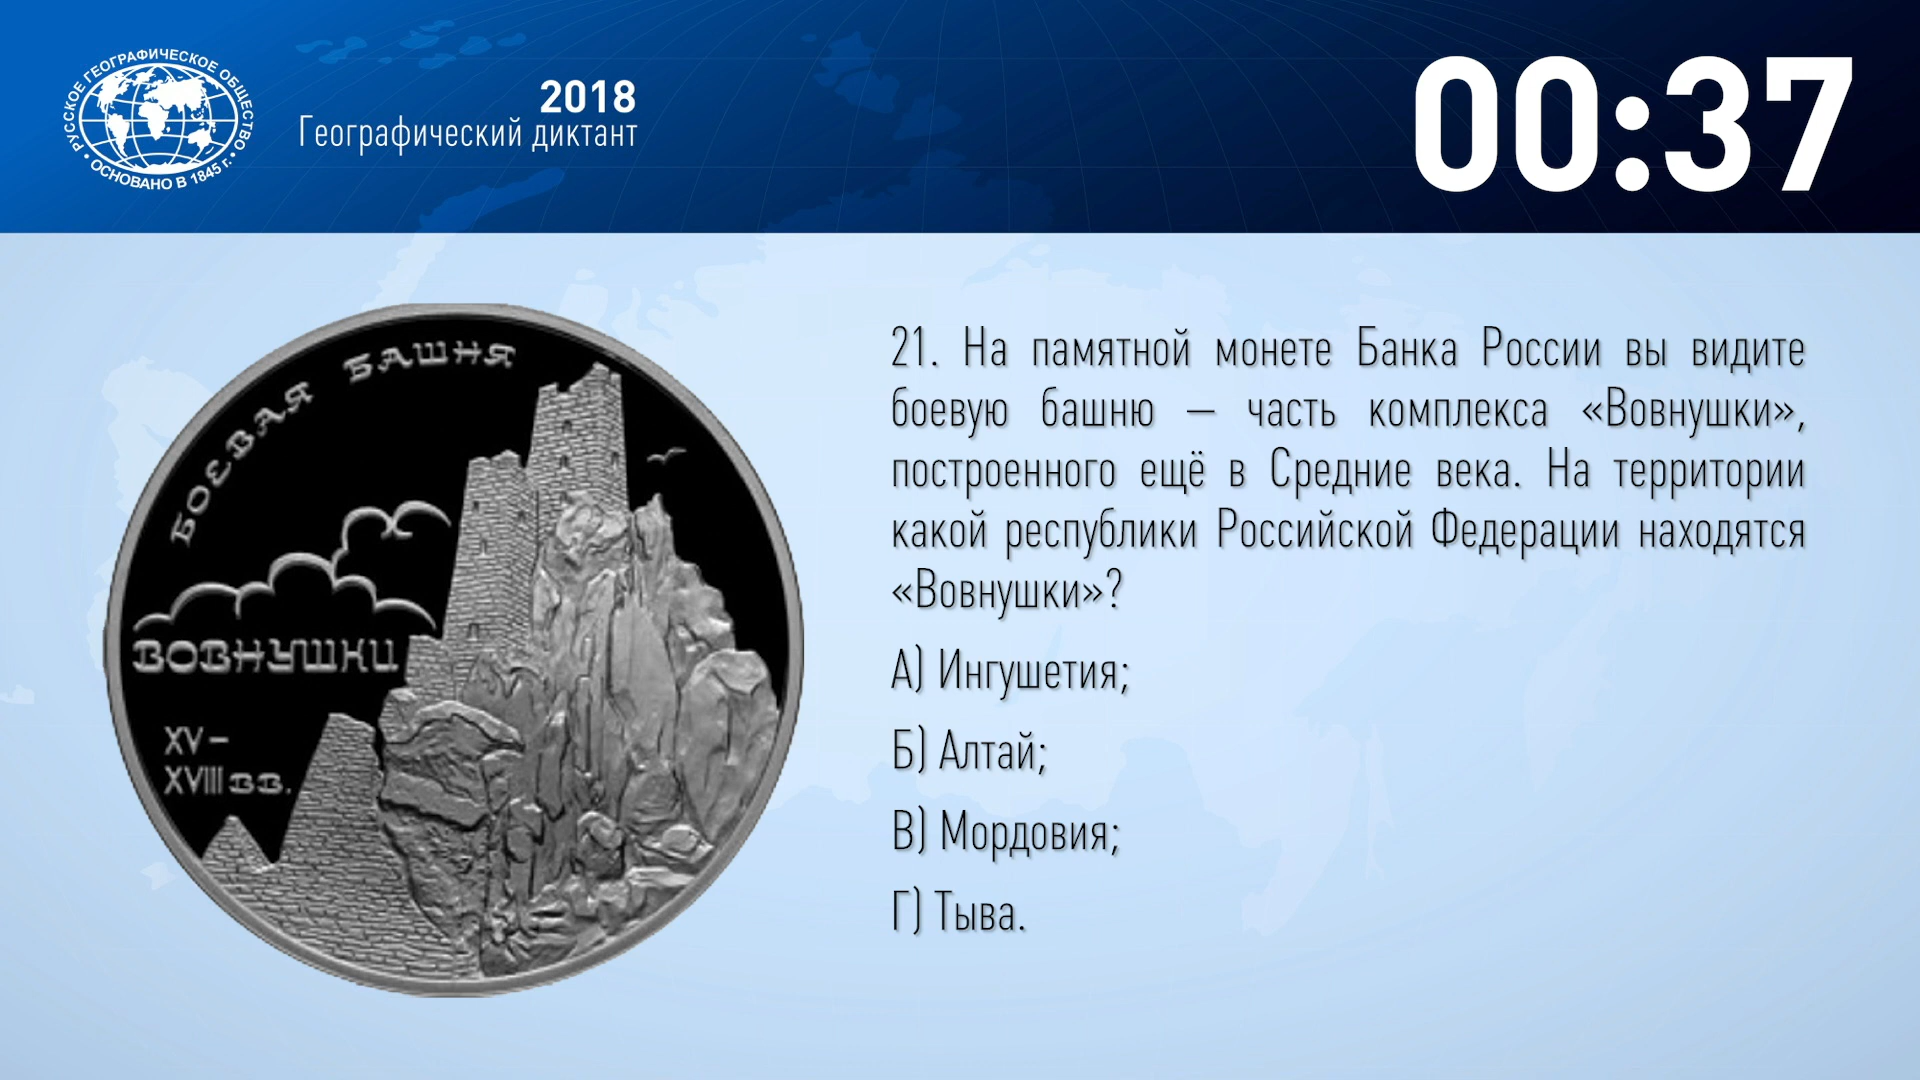 РУССКОЕ ГЕОГРАФИЧЕСКОЕ ОБЩЕСТВО
• ОСНОВАНО В 1845 г. •
2018
Географический диктант
00:37
БОЕВАЯ БАШНЯ
ВОВНУШКИ
XV–
XVIII ВВ.
21. На памятной монете Банка России вы видите
боевую башню – часть комплекса «Вовнушки»,
построенного ещё в Средние века. На территории
какой республики Российской Федерации находятся
«Вовнушки»?
А) Ингушетия;
Б) Алтай;
В) Мордовия;
Г) Тыва.